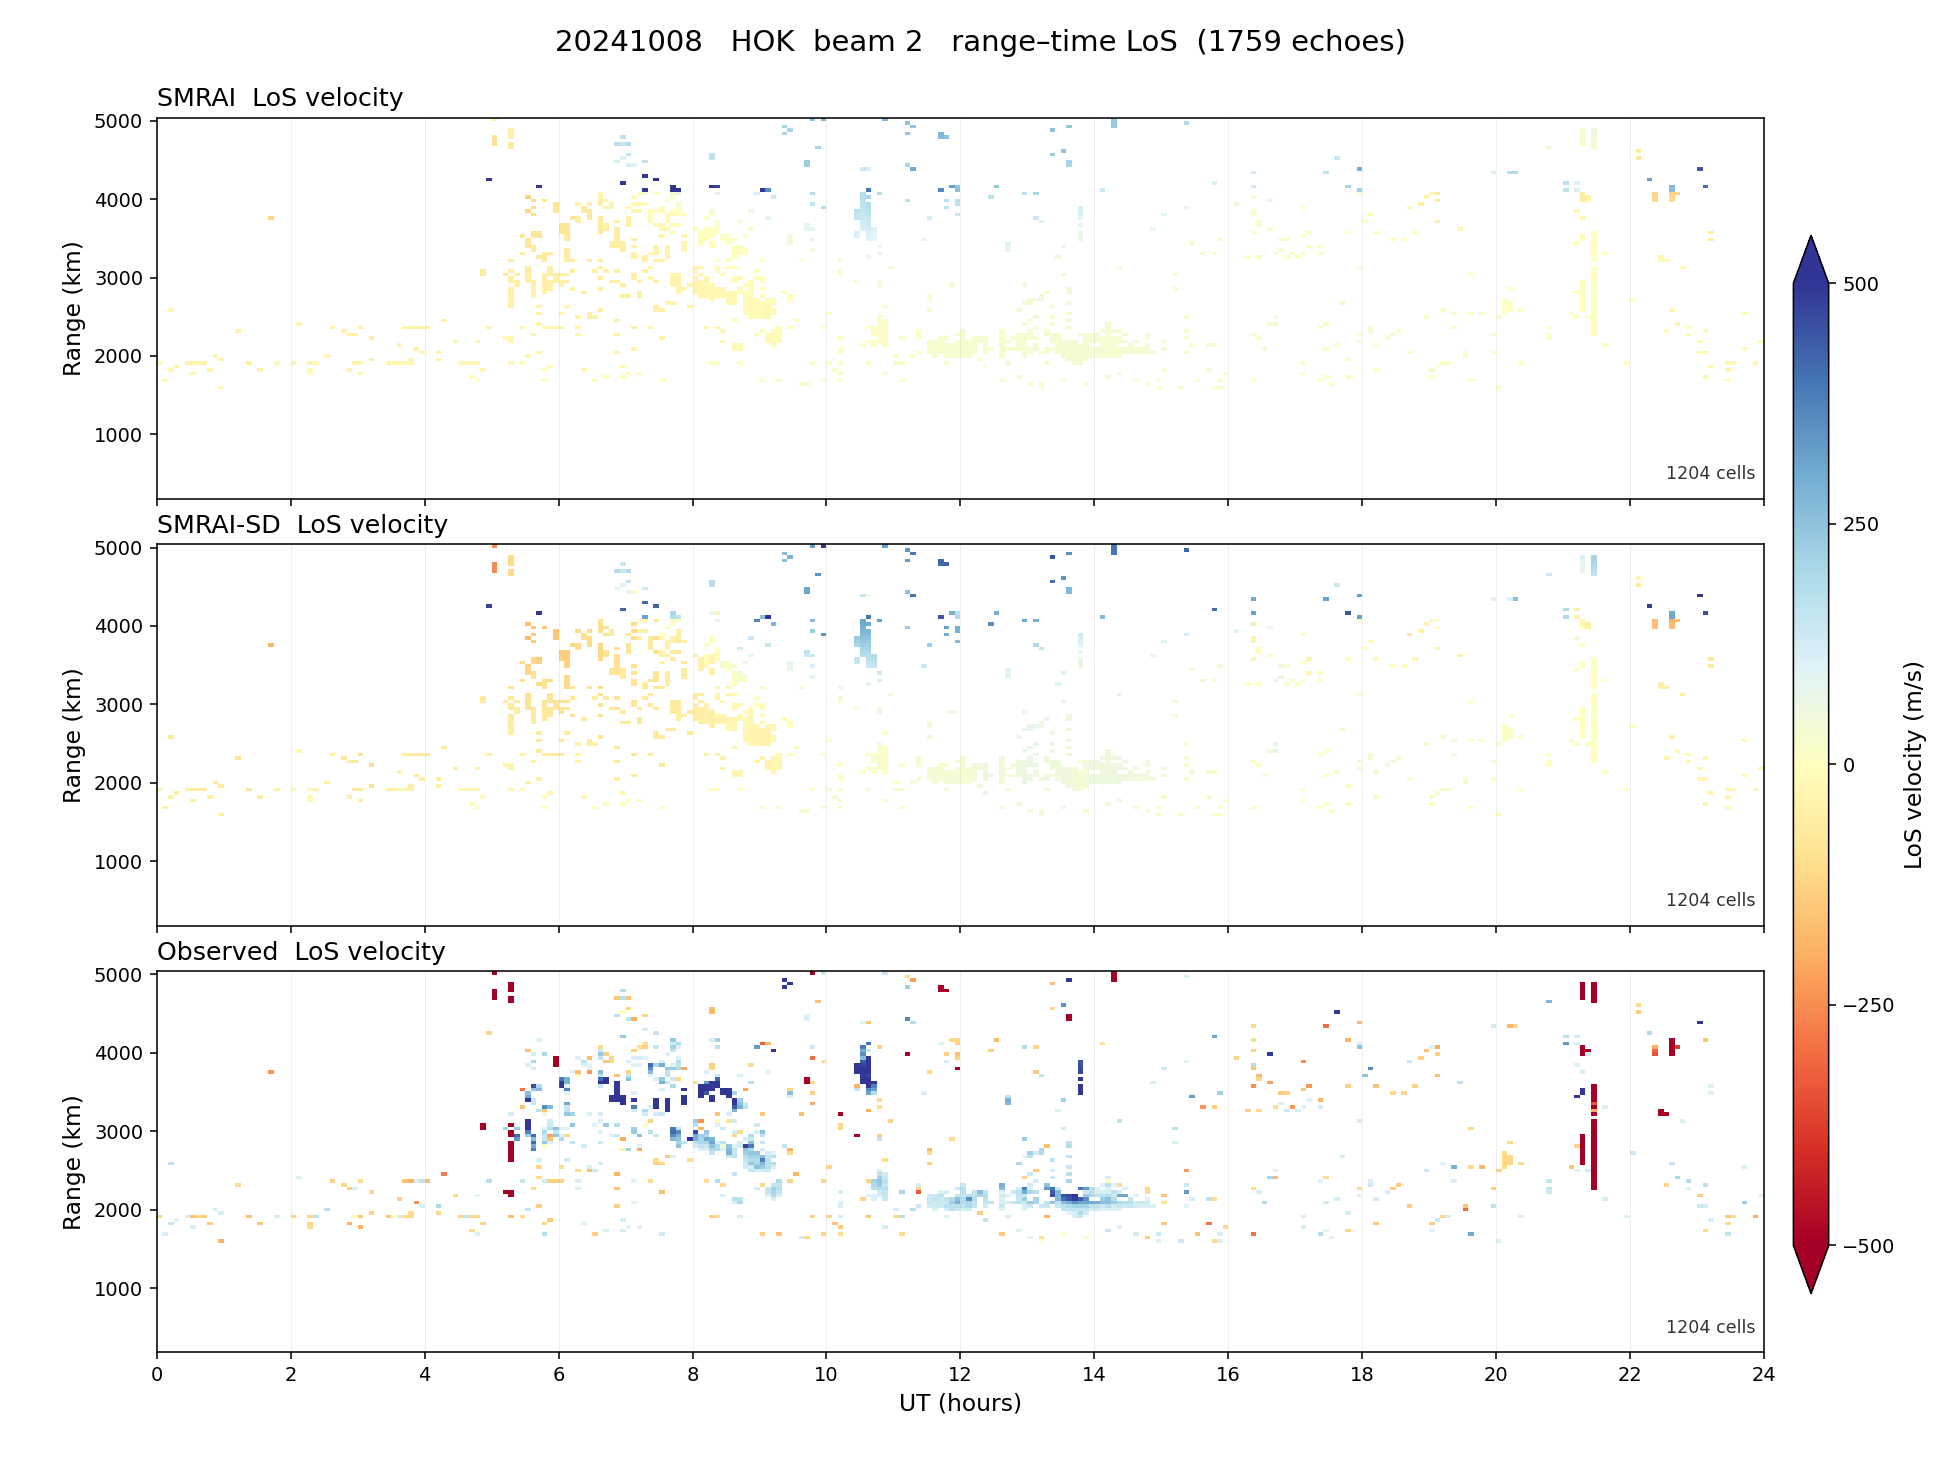 20241008   HOK  beam 2   range–time LoS  (1759 echoes)
SMRAI  LoS velocity
5000
4000
3000
2000
1000
Range (km)
1204 cells
SMRAI-SD  LoS velocity
5000
4000
3000
2000
1000
Range (km)
1204 cells
Observed  LoS velocity
5000
4000
3000
2000
1000
Range (km)
1204 cells
0 2 4 6 8 10 12 14 16 18 20 22 24
UT (hours)
500
250
0
−250
−500
LoS velocity (m/s)